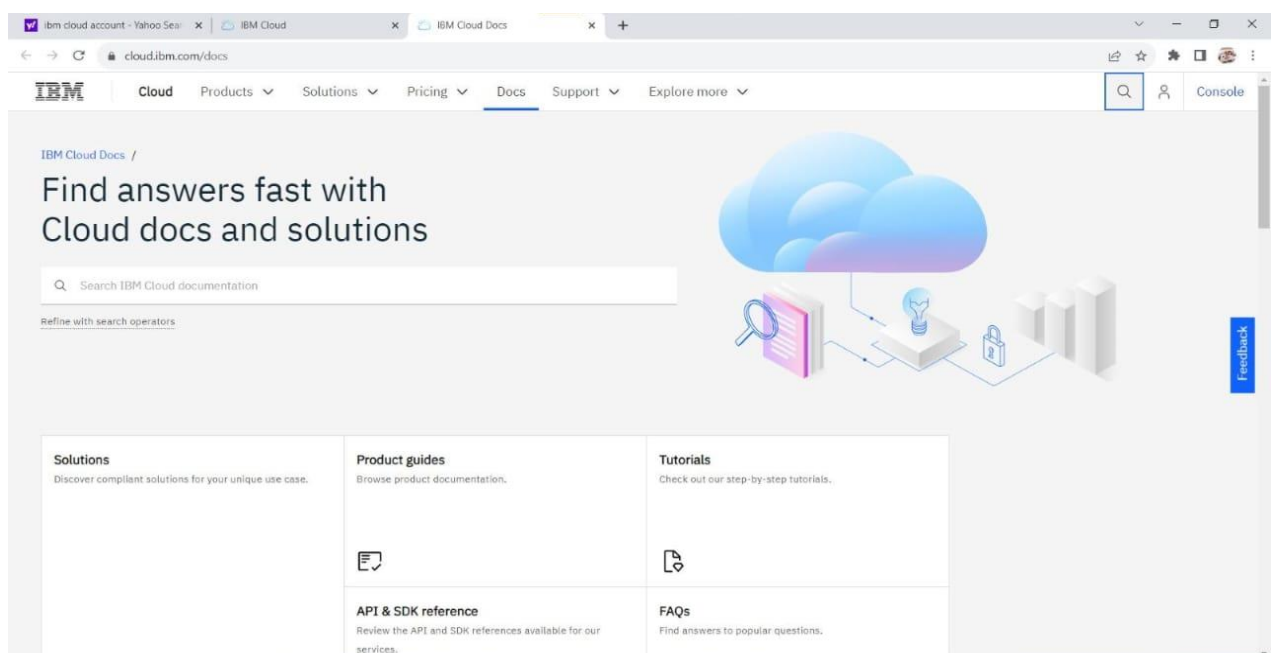 ibm cloud account - Yahoo Sear
IBM Cloud
IBM Cloud Docs
cloud.ibm.com/docs
IBM
Cloud
Products
Solutions
Pricing
Docs
Support
Explore more
Console
IBM Cloud Docs /
Find answers fast with
Cloud docs and solutions
Search IBM Cloud documentation
Refine with search operators
Feedback
Solutions
Discover compliant solutions for your unique use case.
Product guides
Browse product documentation.
Tutorials
Check out our step-by-step tutorials.
API & SDK reference
Review the API and SDK references available for our
services.
FAQs
Find answers to popular questions.